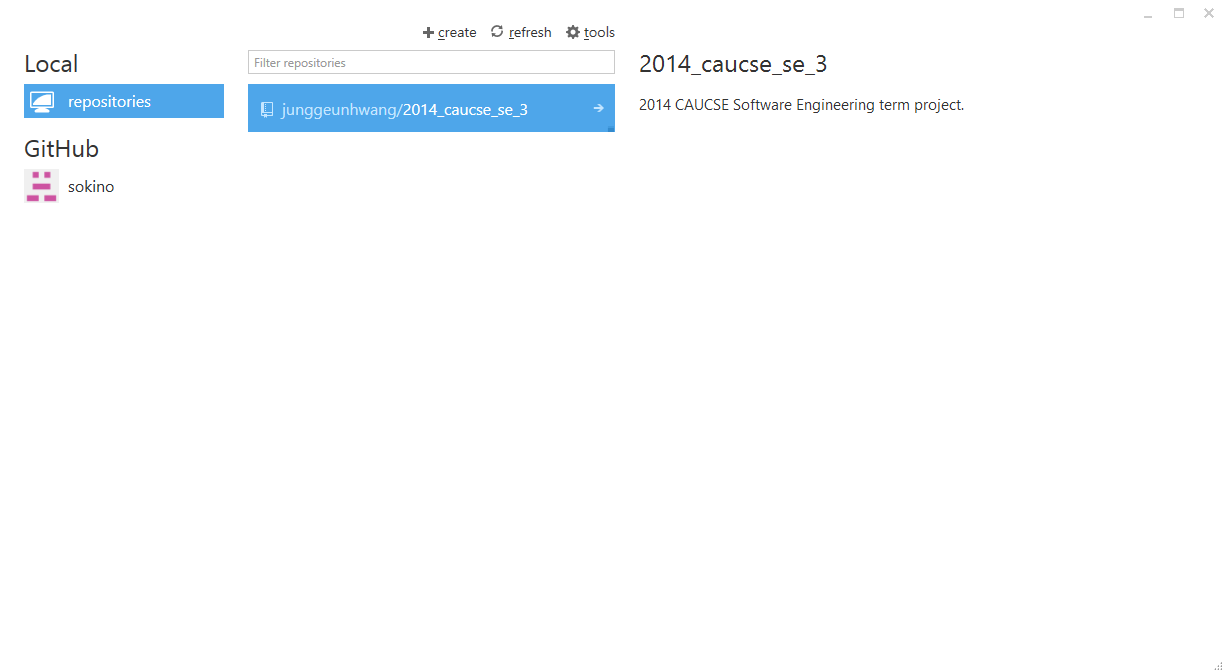 create refresh tools
Local
repositories
GitHub
sokino
Filter repositories
junggeunhwang/2014_caucse_se_3
2014_caucse_se_3
2014 CAUCSE Software Engineering term project.